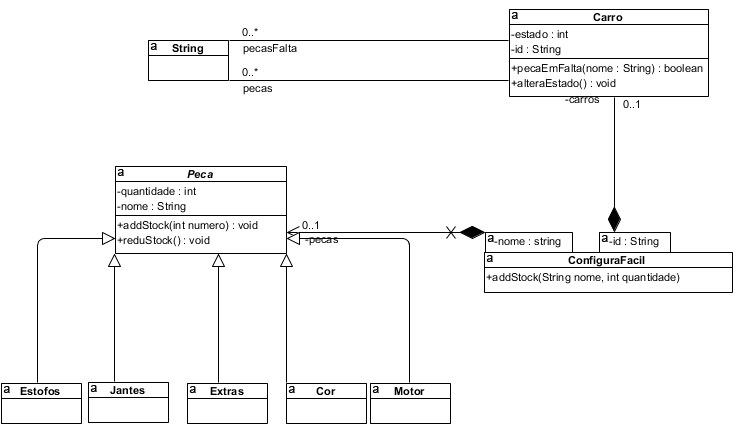 a
Carro
-estado : int
-id : String
+pecaEmFalta(nome : String) : boolean
+alteraEstado() : void
a
String
0..*
pecasFalta
0..*
pecas
-carros
0..1
a
Peca
-quantidade : int
-nome : String
+addStock(int numero) : void
+reduStock() : void
0..1
-pecas
a
-nome : string
a
-id : String
a
ConfiguraFacil
+addStock(String nome, int quantidade)
a
Estofos
a
Jantes
a
Extras
a
Cor
a
Motor